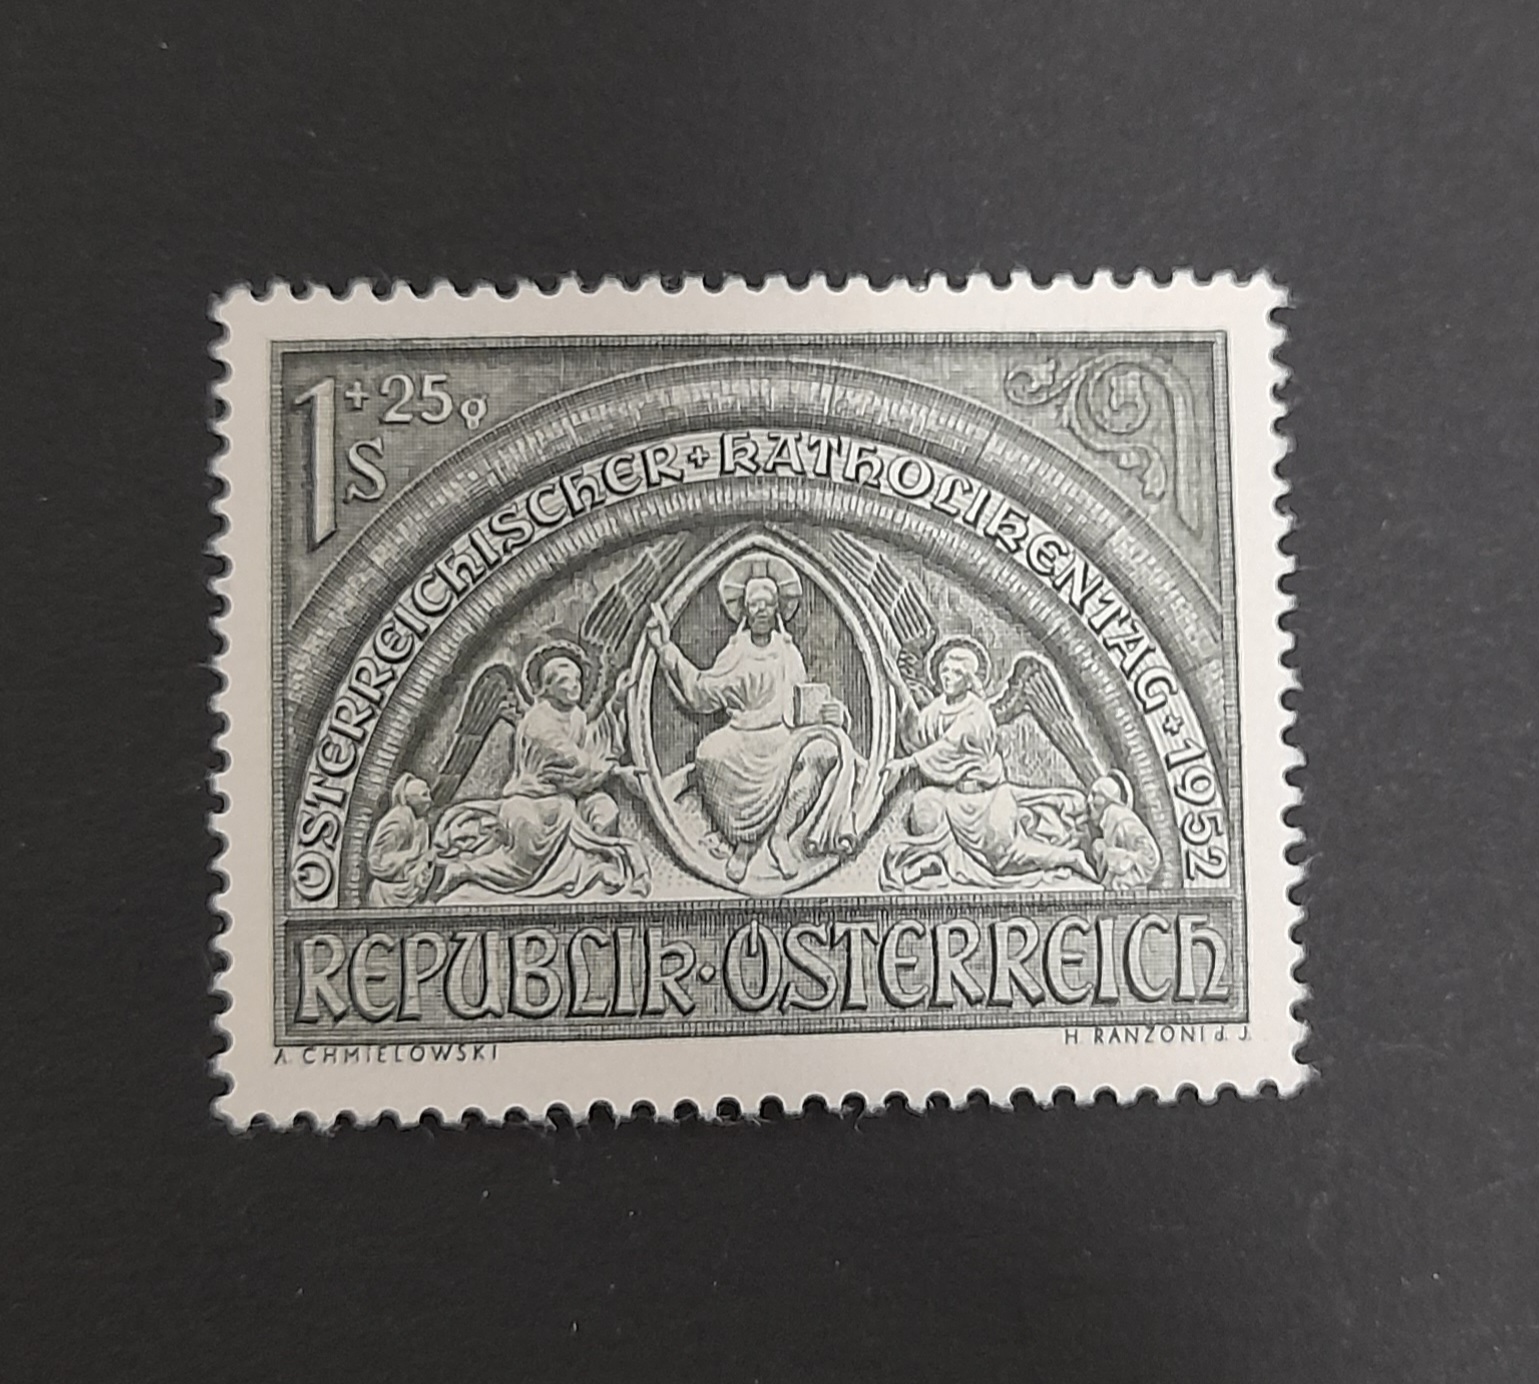 1 S + 25 g
ÖSTERREICHISCHER + KATHOLIKENTAG + 1952
REPUBLIK · ÖSTERREICH
A. CHMIELOWSKI
H. RANZONI d. J.